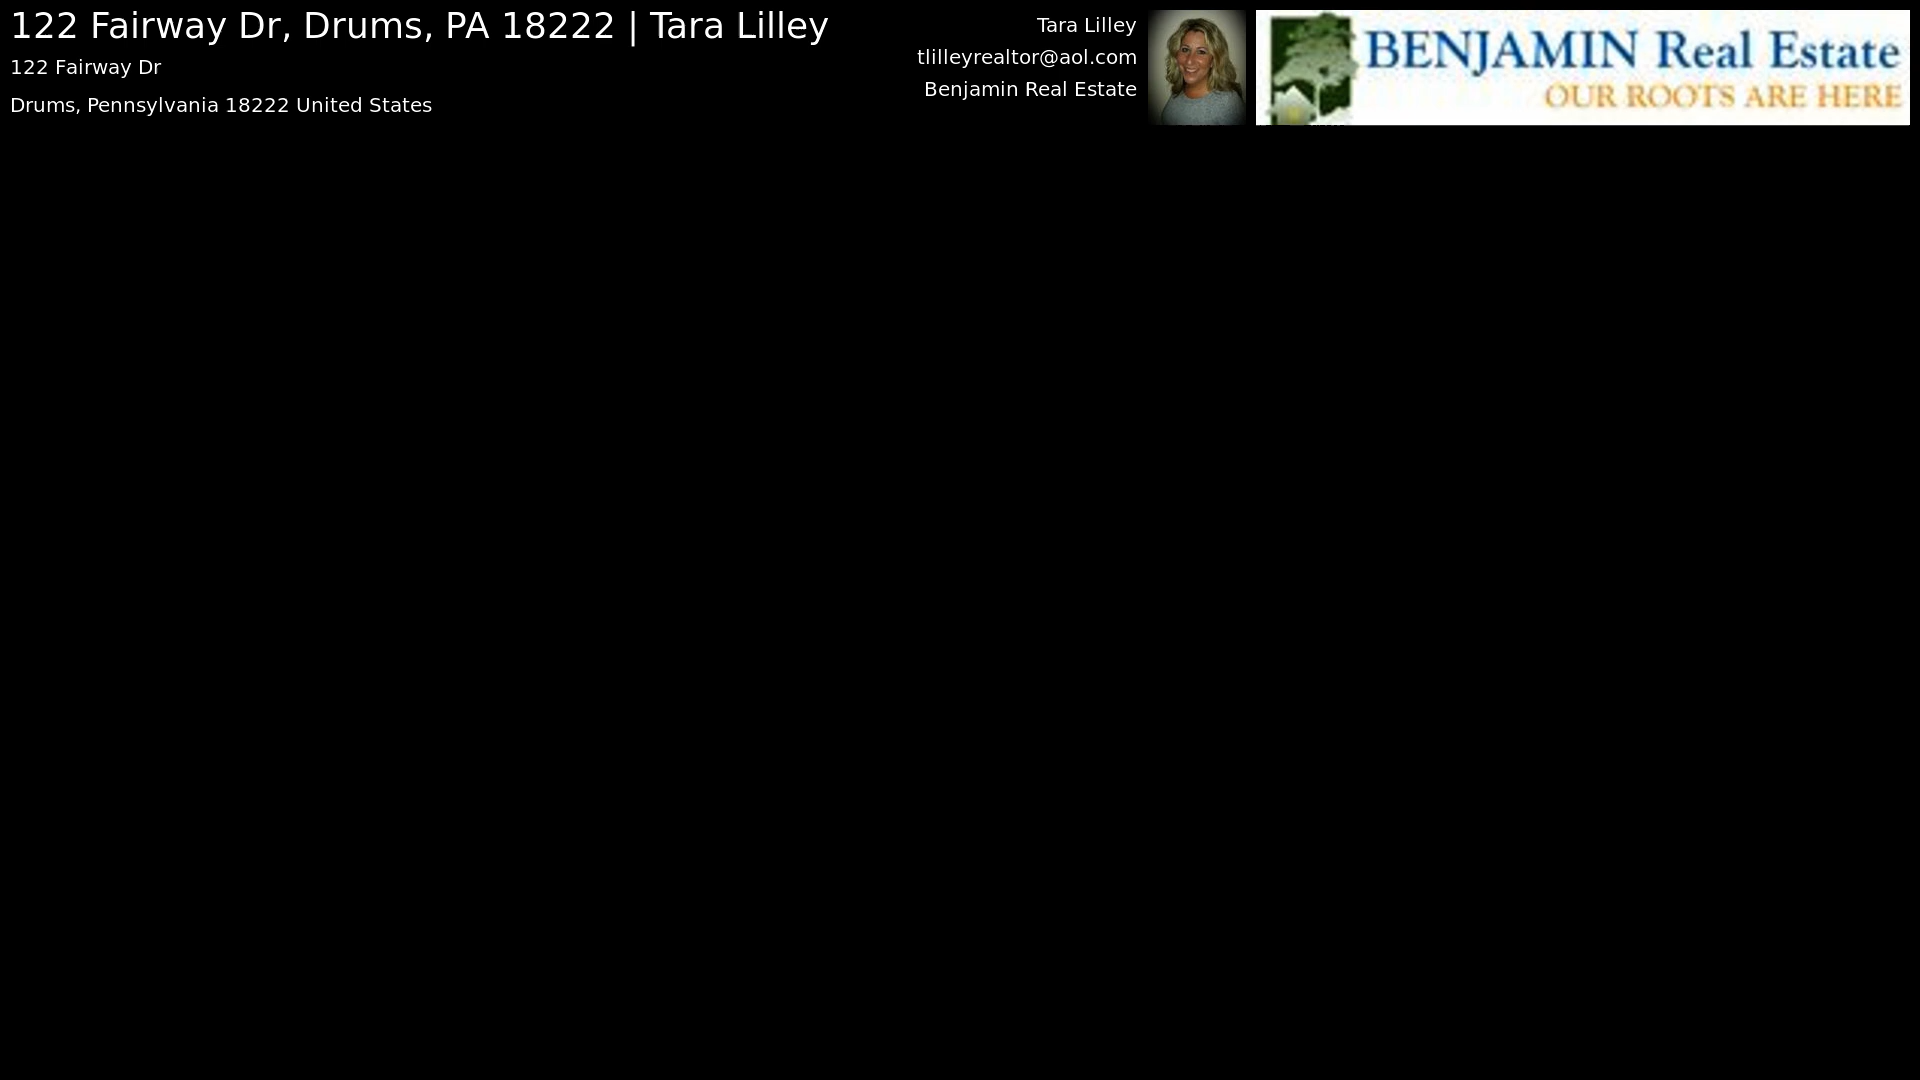 122 Fairway Dr, Drums, PA 18222 | Tara Lilley
122 Fairway Dr
Drums, Pennsylvania 18222 United States
Tara Lilley
tlilleyrealtor@aol.com
Benjamin Real Estate
BENJAMIN Real Estate
OUR ROOTS ARE HERE